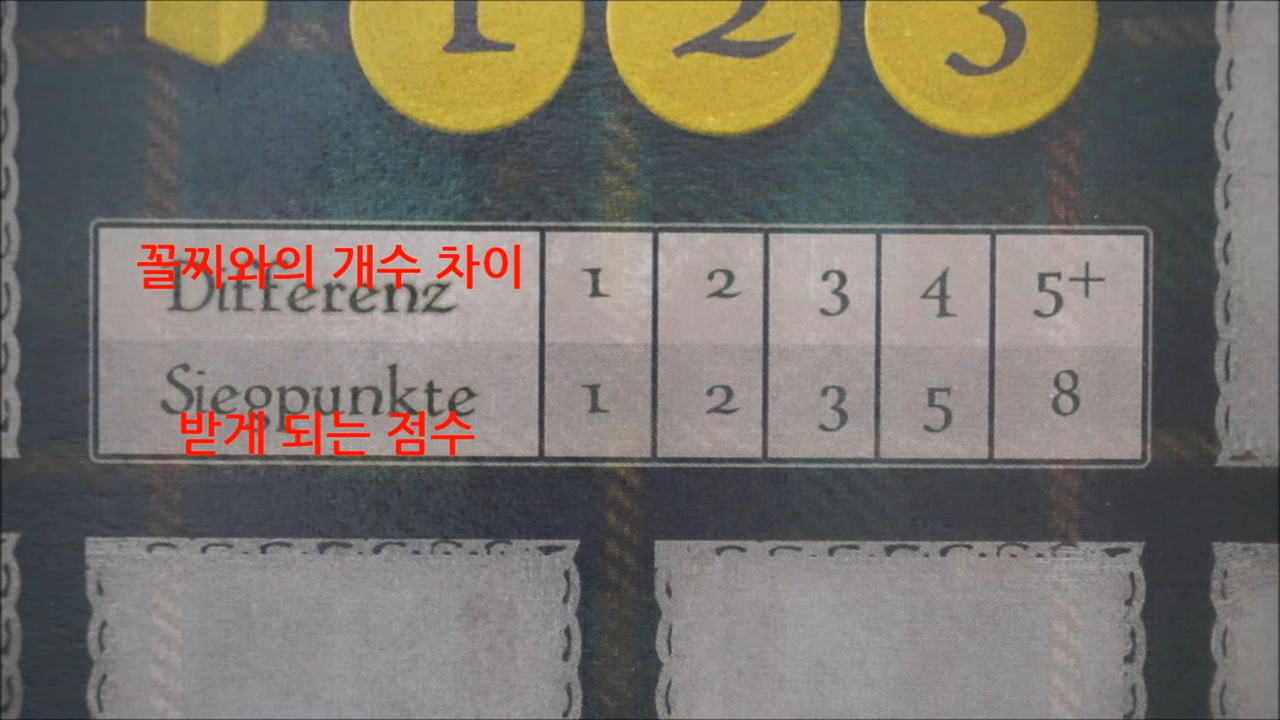 1 2 3
꼴찌와의 개수 차이
Differenz 1 2 3 4 5+
Siegpunkte 1 2 3 5 8
받게 되는 점수